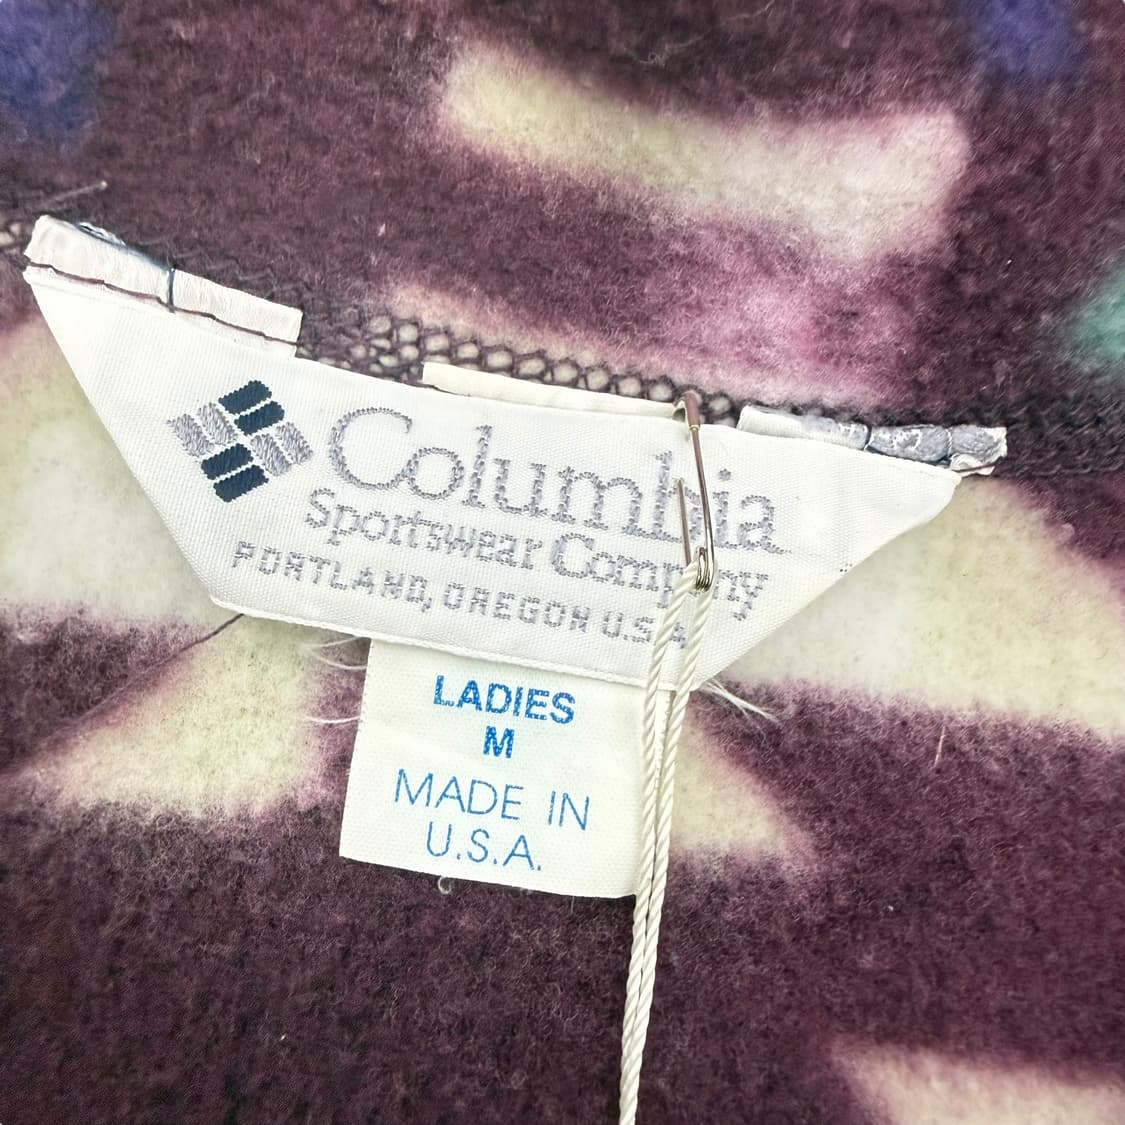 Columbia
Sportswear Company
PORTLAND, OREGON U.S.A.
LADIES
M
MADE IN
U.S.A.